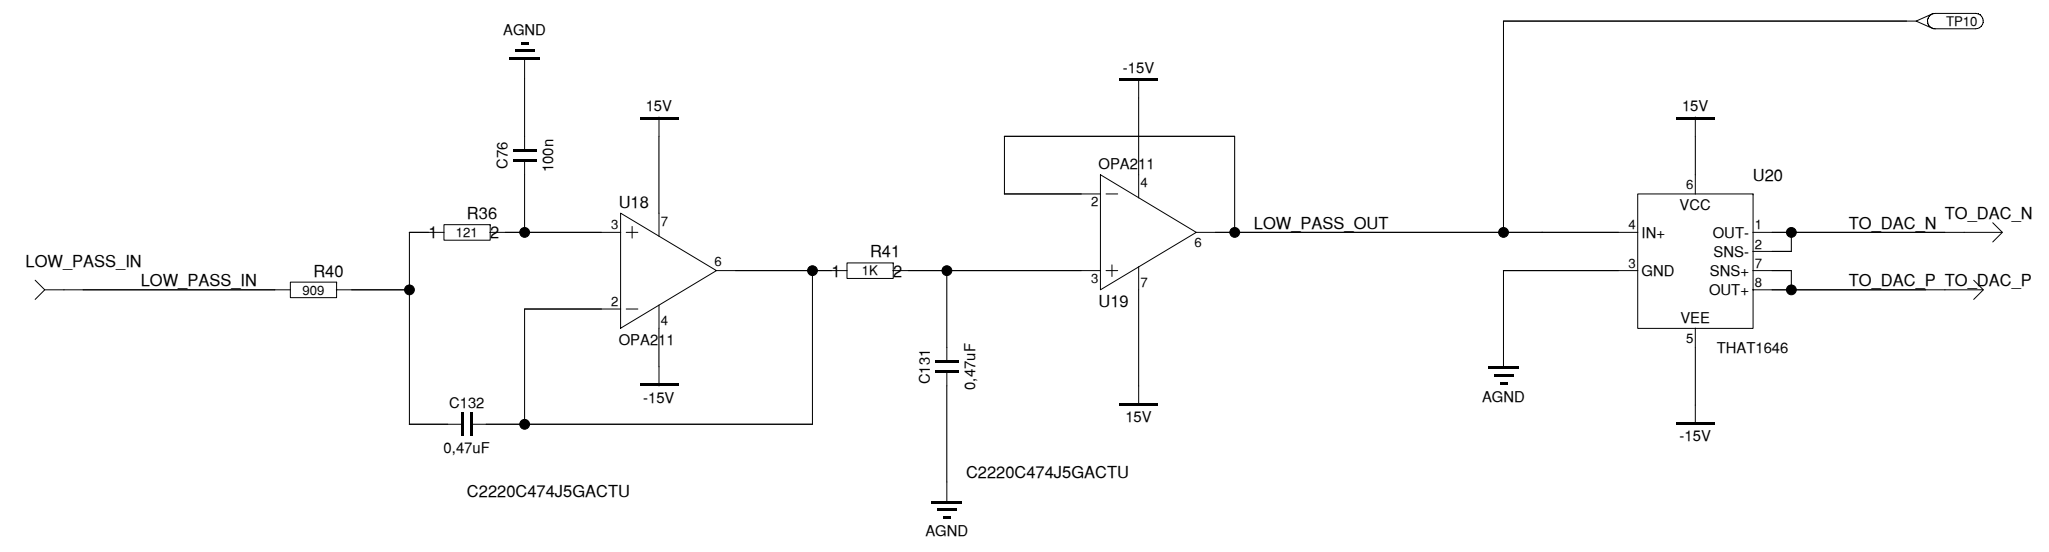 TP10
AGND
-15V
15V
15V
C76
100n
OPA211
4
6
U20
VCC
R36
U18
7
2
1
121
2
3
+
−
LOW_PASS_OUT
6
4
IN+
OUT-
1
TO_DAC_N
TO_DAC_N
SNS-
2
LOW_PASS_IN
LOW_PASS_IN
R40
909
6
R41
1
1K
2
3
+
U19
7
3
GND
SNS+
7
OUT+
8
TO_DAC_P
TO_DAC_P
2
−
4
OPA211
VEE
5
THAT1646
C131
0,47uF
-15V
AGND
C132
0,47uF
15V
-15V
C2220C474J5GACTU
C2220C474J5GACTU
AGND